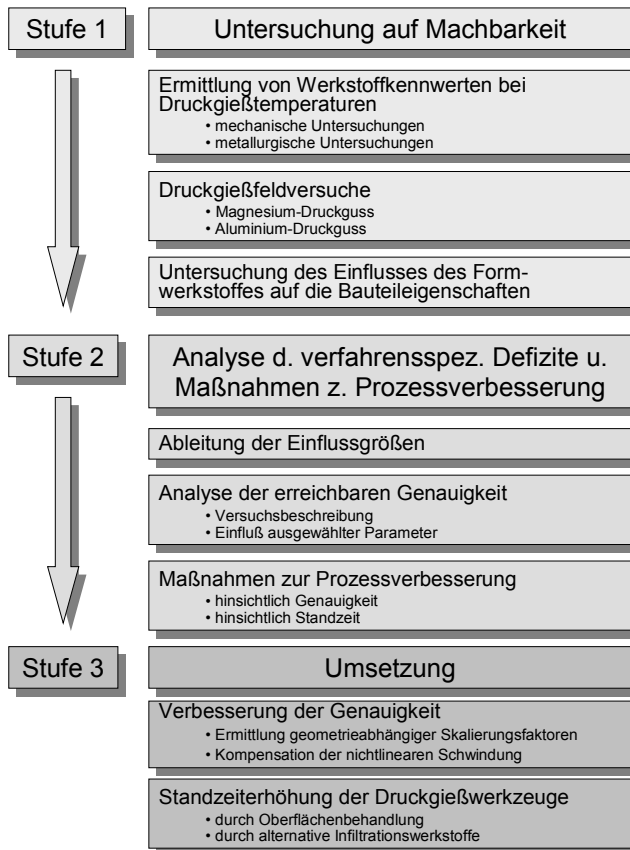 Stufe 1
Untersuchung auf Machbarkeit
Ermittlung von Werkstoffkennwerten bei
Druckgießtemperaturen
• mechanische Untersuchungen
• metallurgische Untersuchungen
Druckgießfeldversuche
• Magnesium-Druckguss
• Aluminium-Druckguss
Untersuchung des Einflusses des Form-
werkstoffes auf die Bauteileigenschaften
Stufe 2
Analyse d. verfahrensspez. Defizite u.
Maßnahmen z. Prozessverbesserung
Ableitung der Einflussgrößen
Analyse der erreichbaren Genauigkeit
• Versuchsbeschreibung
• Einfluß ausgewählter Parameter
Maßnahmen zur Prozessverbesserung
• hinsichtlich Genauigkeit
• hinsichtlich Standzeit
Stufe 3
Umsetzung
Verbesserung der Genauigkeit
• Ermittlung geometrieabhängiger Skalierungsfaktoren
• Kompensation der nichtlinearen Schwindung
Standzeiterhöhung der Druckgießwerkzeuge
• durch Oberflächenbehandlung
• durch alternative Infiltrationswerkstoffe